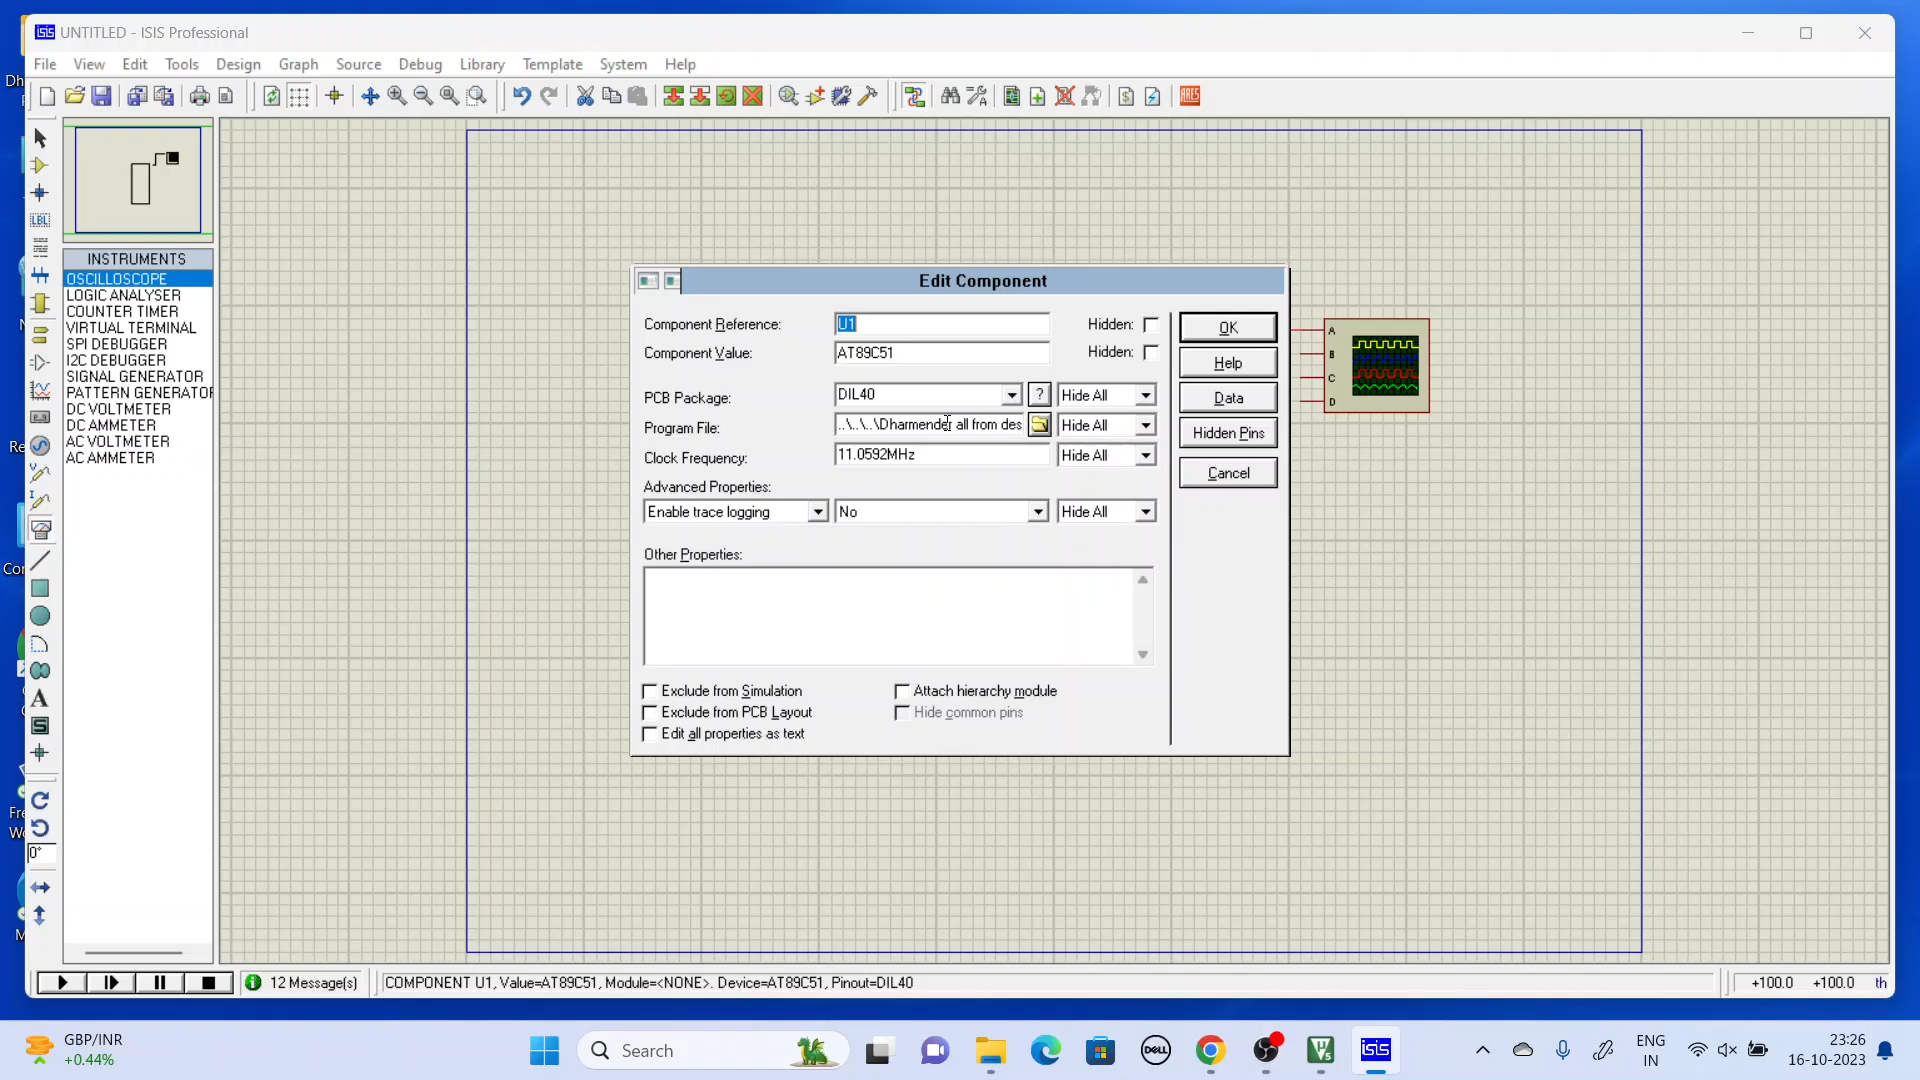 UNTITLED - ISIS Professional
File View Edit Tools Design Graph Source Debug Library Template System Help
INSTRUMENTS
OSCILLOSCOPE
LOGIC ANALYSER
COUNTER TIMER
VIRTUAL TERMINAL
SPI DEBUGGER
I2C DEBUGGER
SIGNAL GENERATOR
PATTERN GENERATOR
DC VOLTMETER
DC AMMETER
AC VOLTMETER
AC AMMETER
LBL
ARES
0°
Edit Component
Component Reference: U1 Hidden:
Component Value: AT89C51 Hidden:
PCB Package: DIL40 ? Hide All
Program File: ..\..\..\Dharmender all from des Hide All
Clock Frequency: 11.0592MHz Hide All
Advanced Properties:
Enable trace logging No Hide All
Other Properties:
Exclude from Simulation Attach hierarchy module
Exclude from PCB Layout Hide common pins
Edit all properties as text
OK
Help
Data
Hidden Pins
Cancel
A
B
C
D
12 Message(s) COMPONENT U1, Value=AT89C51, Module=<NONE>. Device=AT89C51, Pinout=DIL40 +100.0 +100.0 th
GBP/INR
+0.44%
Search
DELL
isis
ENG
IN
23:26
16-10-2023